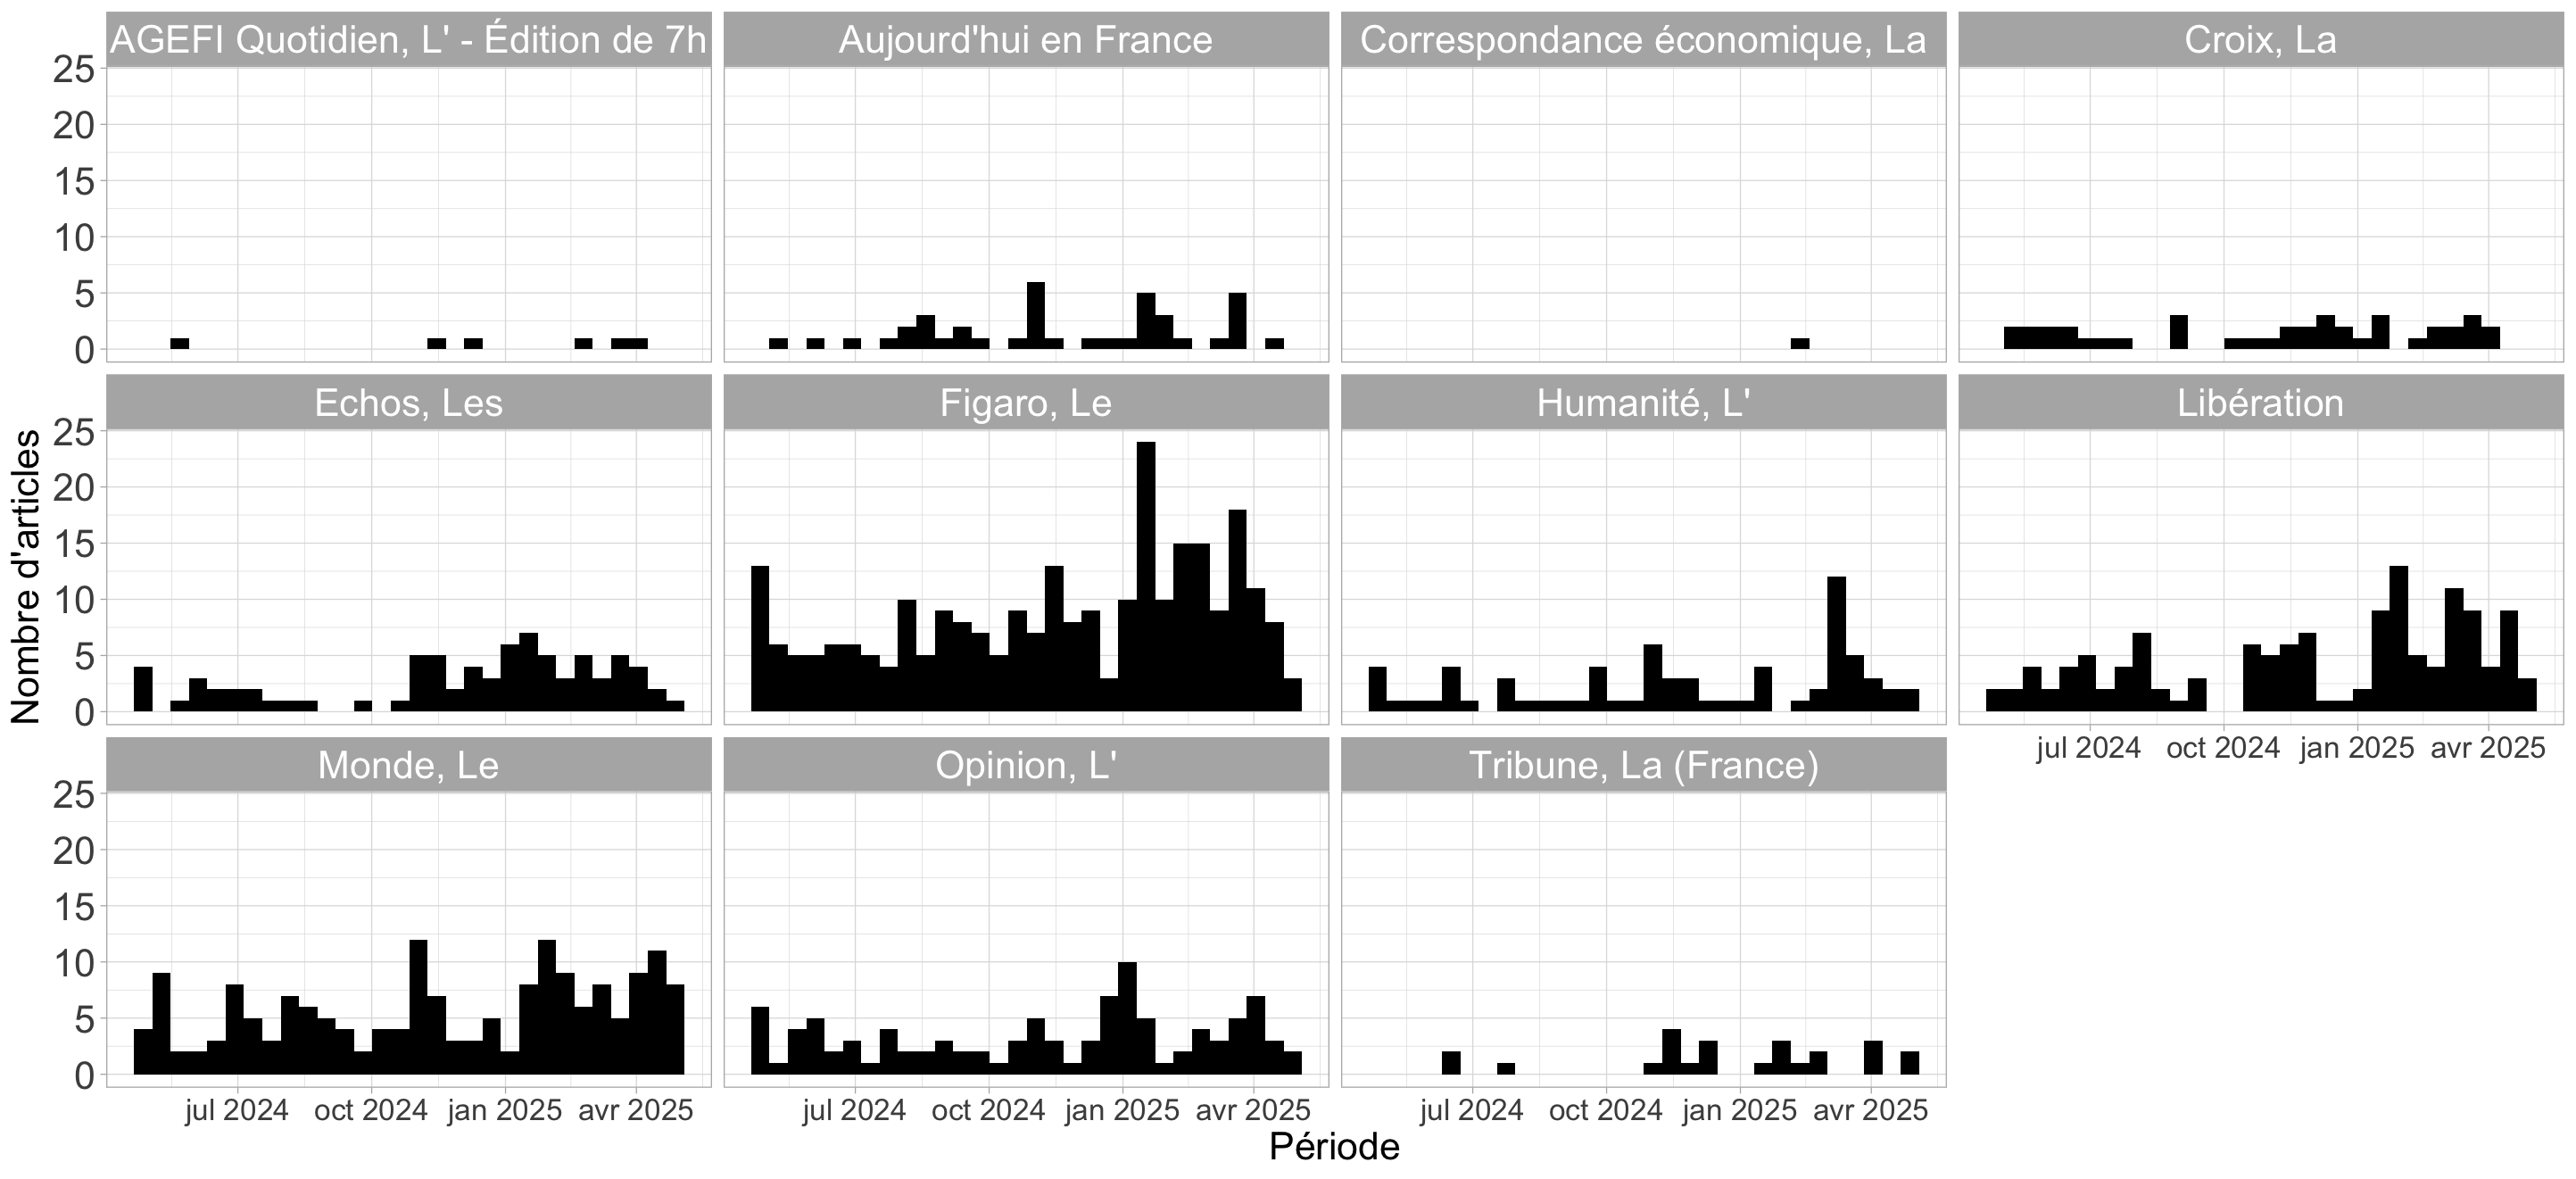 AGEFI Quotidien, L' - Édition de 7h
Aujourd'hui en France
Correspondance économique, La
Croix, La
25
20
15
10
5
0
Echos, Les
Figaro, Le
Humanité, L'
Libération
25
20
15
10
5
0
jul 2024 oct 2024 jan 2025 avr 2025
Monde, Le
Opinion, L'
Tribune, La (France)
25
20
15
10
5
0
jul 2024 oct 2024 jan 2025 avr 2025
jul 2024 oct 2024 jan 2025 avr 2025
jul 2024 oct 2024 jan 2025 avr 2025
Nombre d'articles
Période